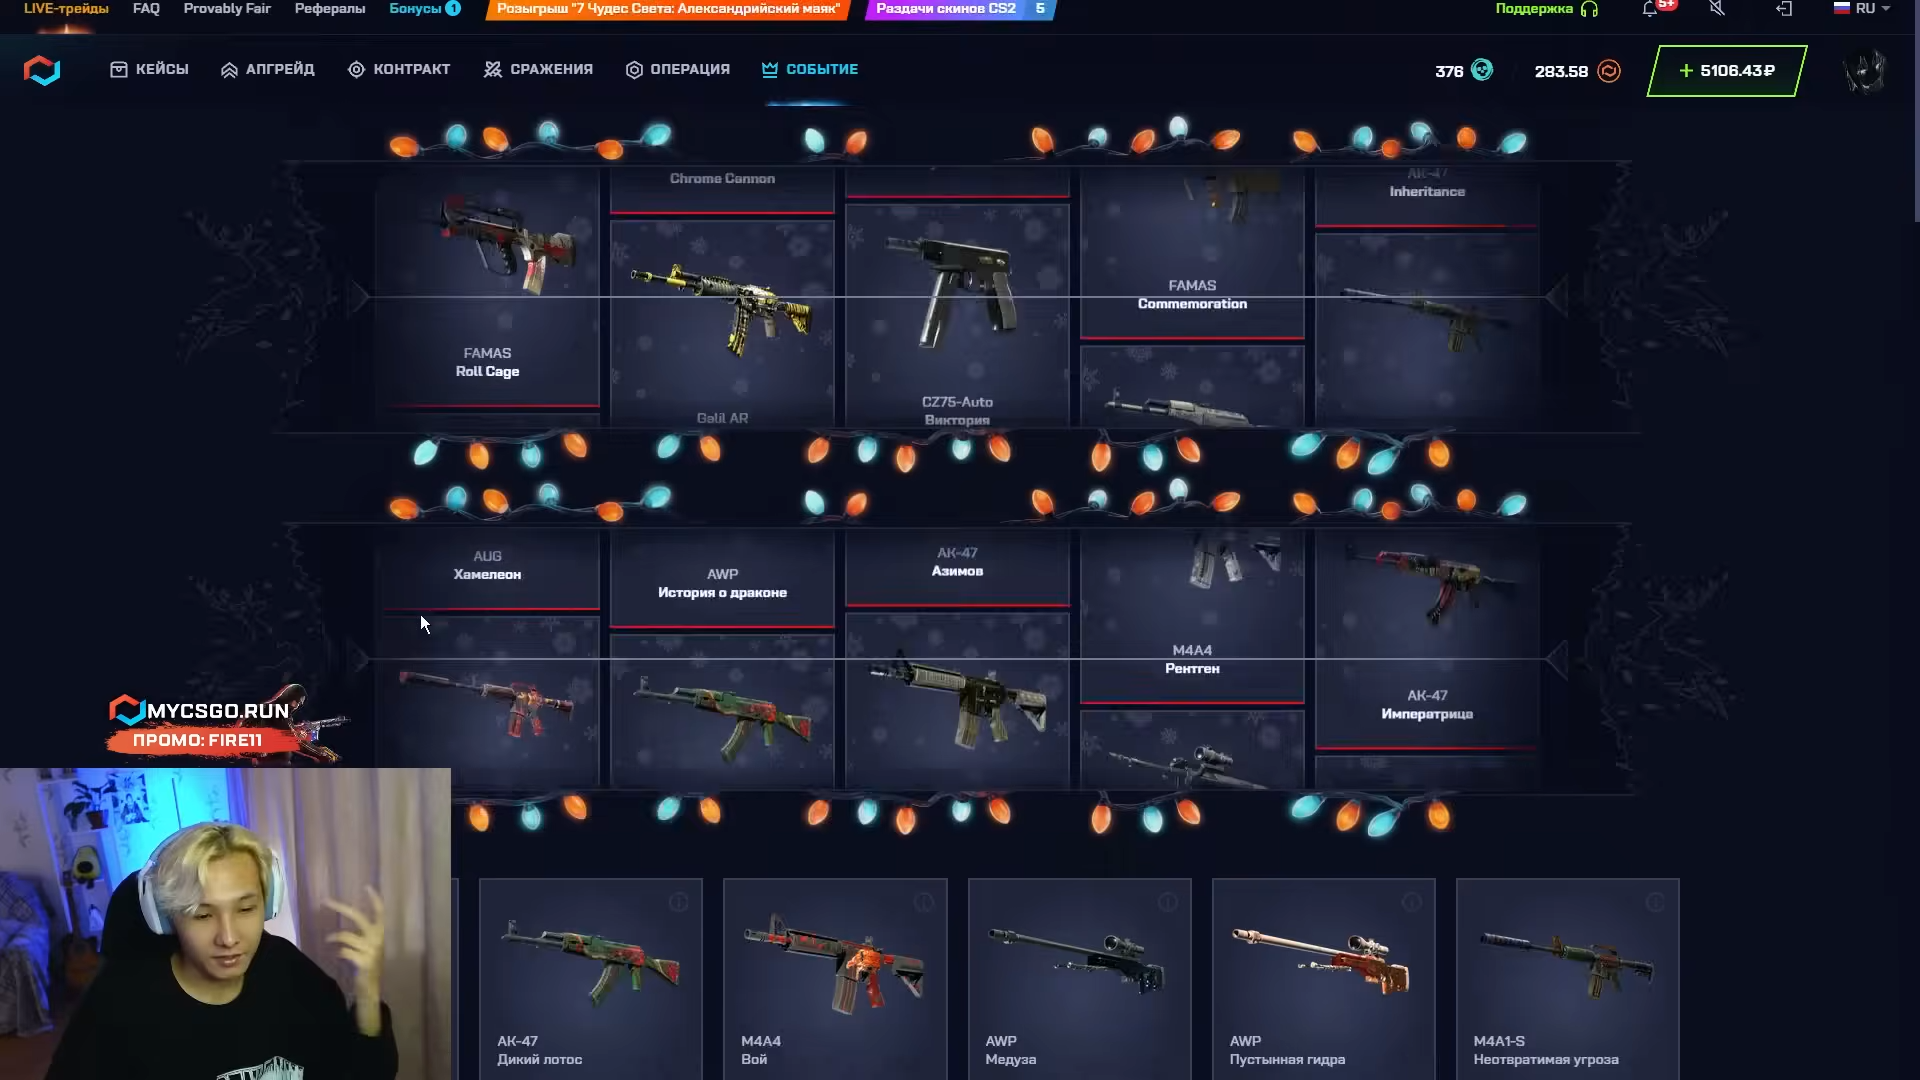 LIVE-трейды
FAQ
Provably Fair
Рефералы
Бонусы 1
Розыгрыш "7 Чудес Света: Александрийский маяк"
Раздачи скинов CS2 5
Поддержка
5+
RU
КЕЙСЫ
АПГРЕЙД
КОНТРАКТ
СРАЖЕНИЯ
ОПЕРАЦИЯ
СОБЫТИЕ
376
283.58
+ 5106.43₽
Chrome Cannon
AK-47
Inheritance
FAMAS
Commemoration
FAMAS
Roll Cage
Galil AR
CZ75-Auto
Виктория
AUG
Хамелеон
AWP
История о драконе
AK-47
Азимов
M4A4
Рентген
AK-47
Императрица
MYCSGO.RUN
ПРОМО: FIRE11
AK-47
Дикий лотос
M4A4
Вой
AWP
Медуза
AWP
Пустынная гидра
M4A1-S
Неотвратимая угроза